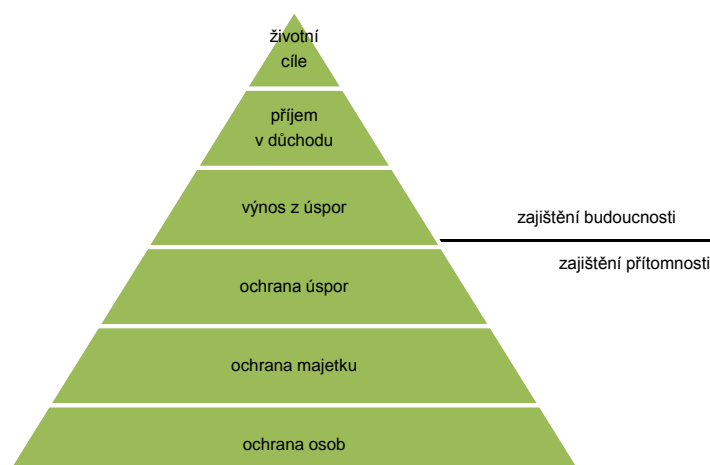 životní
cíle
příjem
v důchodu
výnos z úspor
zajištění budoucnosti
zajištění přítomnosti
ochrana úspor
ochrana majetku
ochrana osob